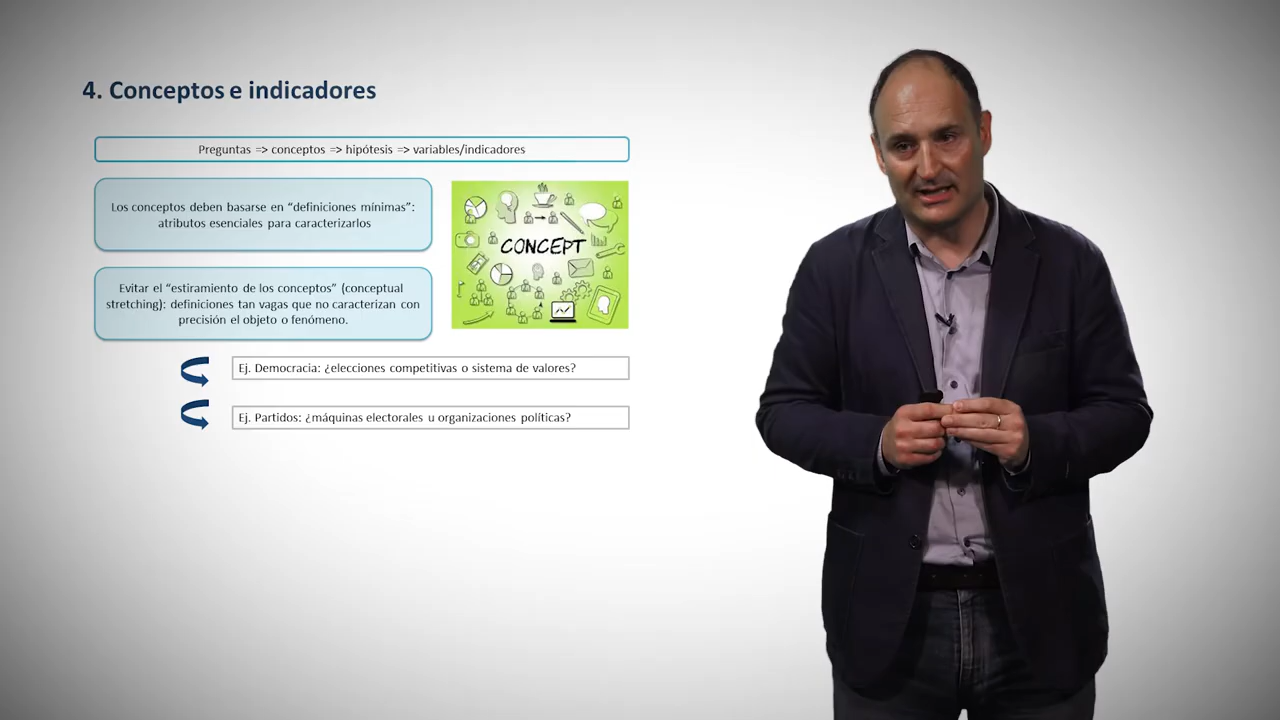 4. Conceptos e indicadores
Preguntas => conceptos => hipótesis => variables/indicadores
Los conceptos deben basarse en “definiciones mínimas”:
atributos esenciales para caracterizarlos
CONCEPT
Evitar el “estiramiento de los conceptos” (conceptual
stretching): definiciones tan vagas que no caracterizan con
precisión el objeto o fenómeno.
Ej. Democracia: ¿elecciones competitivas o sistema de valores?
Ej. Partidos: ¿máquinas electorales u organizaciones políticas?